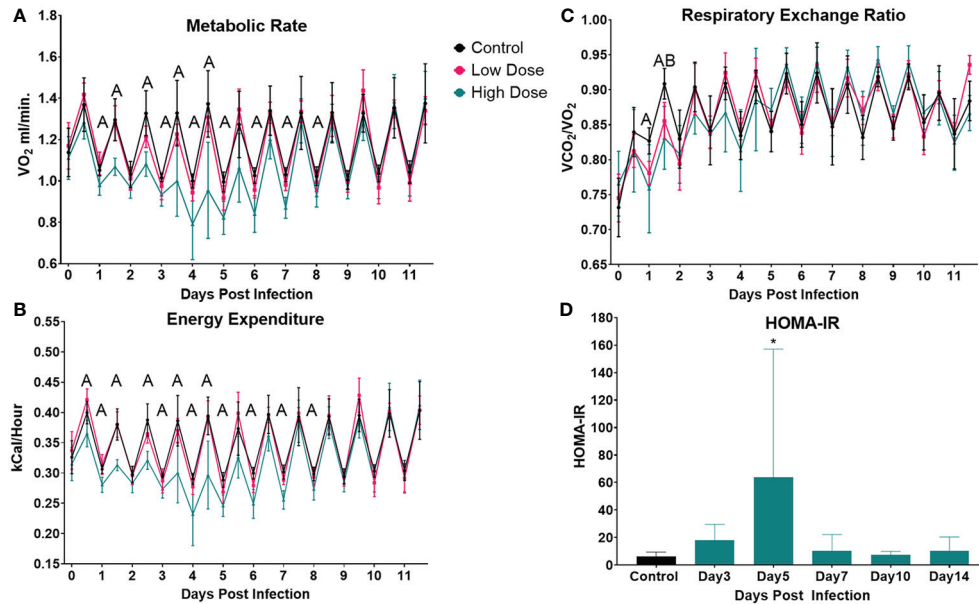 A
Metabolic Rate
1.8
1.6
1.4
1.2
1.0
0.8
0.6
VO2 ml/min.
A A A A A
A A A A A A A A
0 1 2 3 4 5 6 7 8 9 10 11
Days Post Infection
Control
Low Dose
High Dose
B
Energy Expenditure
0.55
0.50
0.45
0.40
0.35
0.30
0.25
0.20
0.15
kCal/Hour
A A A A A
A A A A A A
0 1 2 3 4 5 6 7 8 9 10 11
Days Post Infection
C
Respiratory Exchange Ratio
1.00
0.95
0.90
0.85
0.80
0.75
0.70
0.65
VCO2/VO2
AB
A
0 1 2 3 4 5 6 7 8 9 10 11
Days Post Infection
D
HOMA-IR
180
160
140
120
100
80
60
40
20
0
HOMA-IR
*
Control Day3 Day5 Day7 Day10 Day14
Days Post Infection